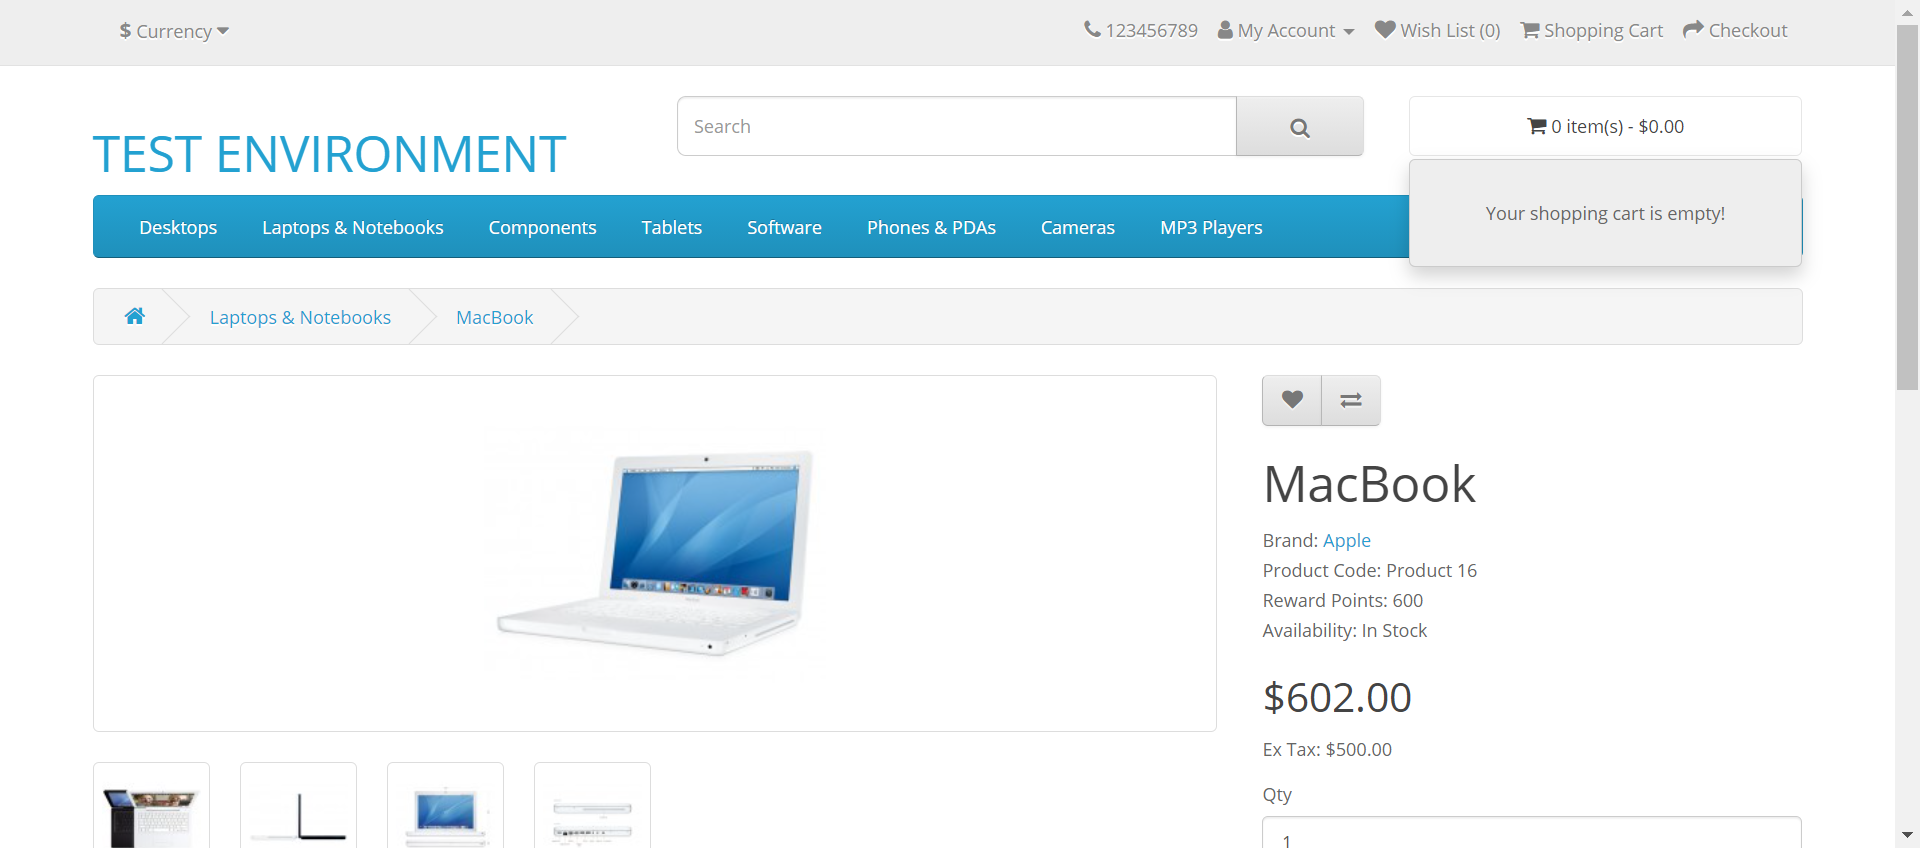 $ Currency
123456789
My Account
Wish List (0)
Shopping Cart
Checkout
TEST ENVIRONMENT
Search
0 item(s) - $0.00
Your shopping cart is empty!
Desktops
Laptops & Notebooks
Components
Tablets
Software
Phones & PDAs
Cameras
MP3 Players
Laptops & Notebooks
MacBook
MacBook
Brand: Apple
Product Code: Product 16
Reward Points: 600
Availability: In Stock
$602.00
Ex Tax: $500.00
Qty
1